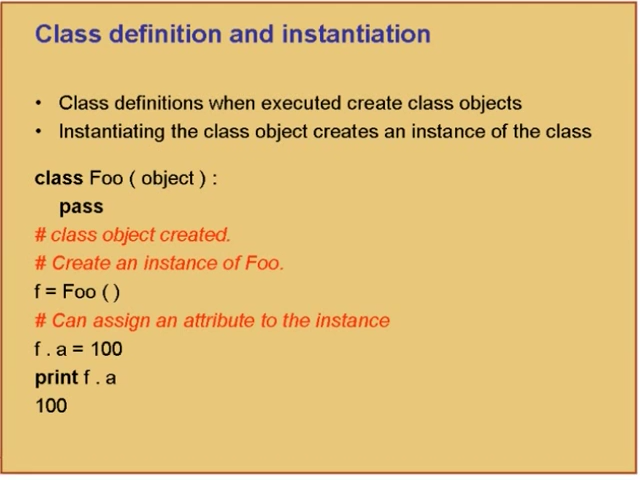 Class definition and instantiation
• Class definitions when executed create class objects
• Instantiating the class object creates an instance of the class
class Foo ( object ) :
pass
# class object created.
# Create an instance of Foo.
f = Foo ( )
# Can assign an attribute to the instance
f . a = 100
print f . a
100